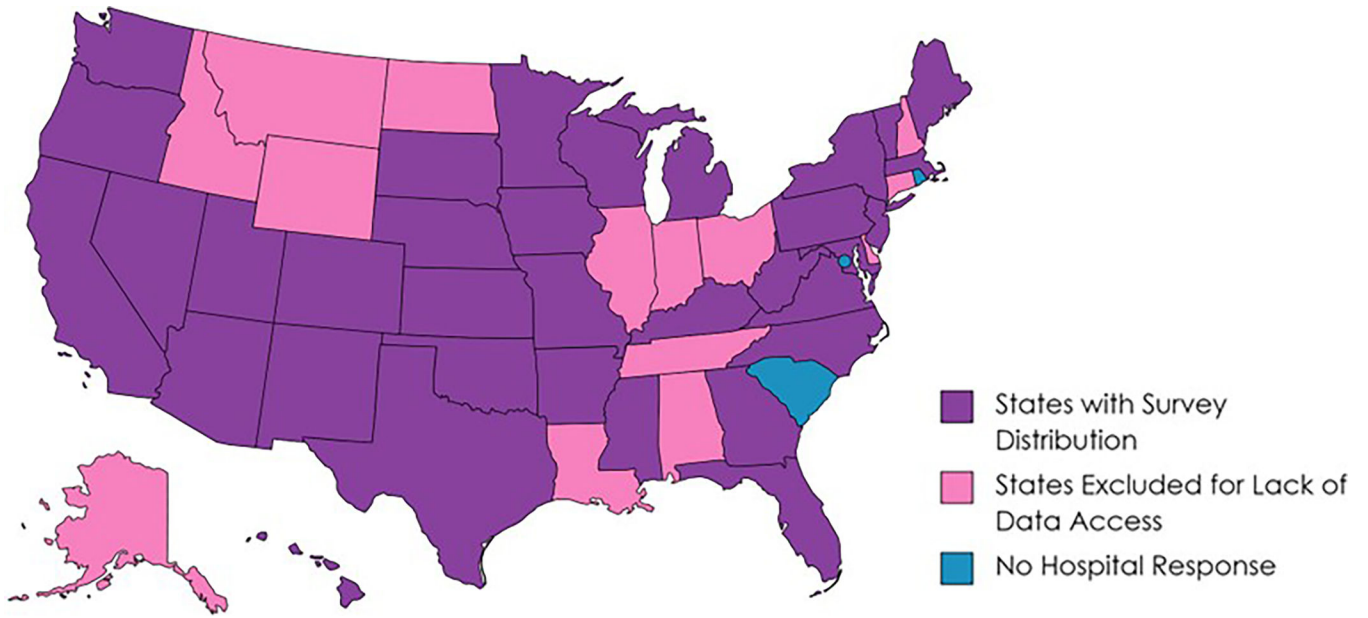 States with Survey
Distribution
States Excluded for Lack of
Data Access
No Hospital Response